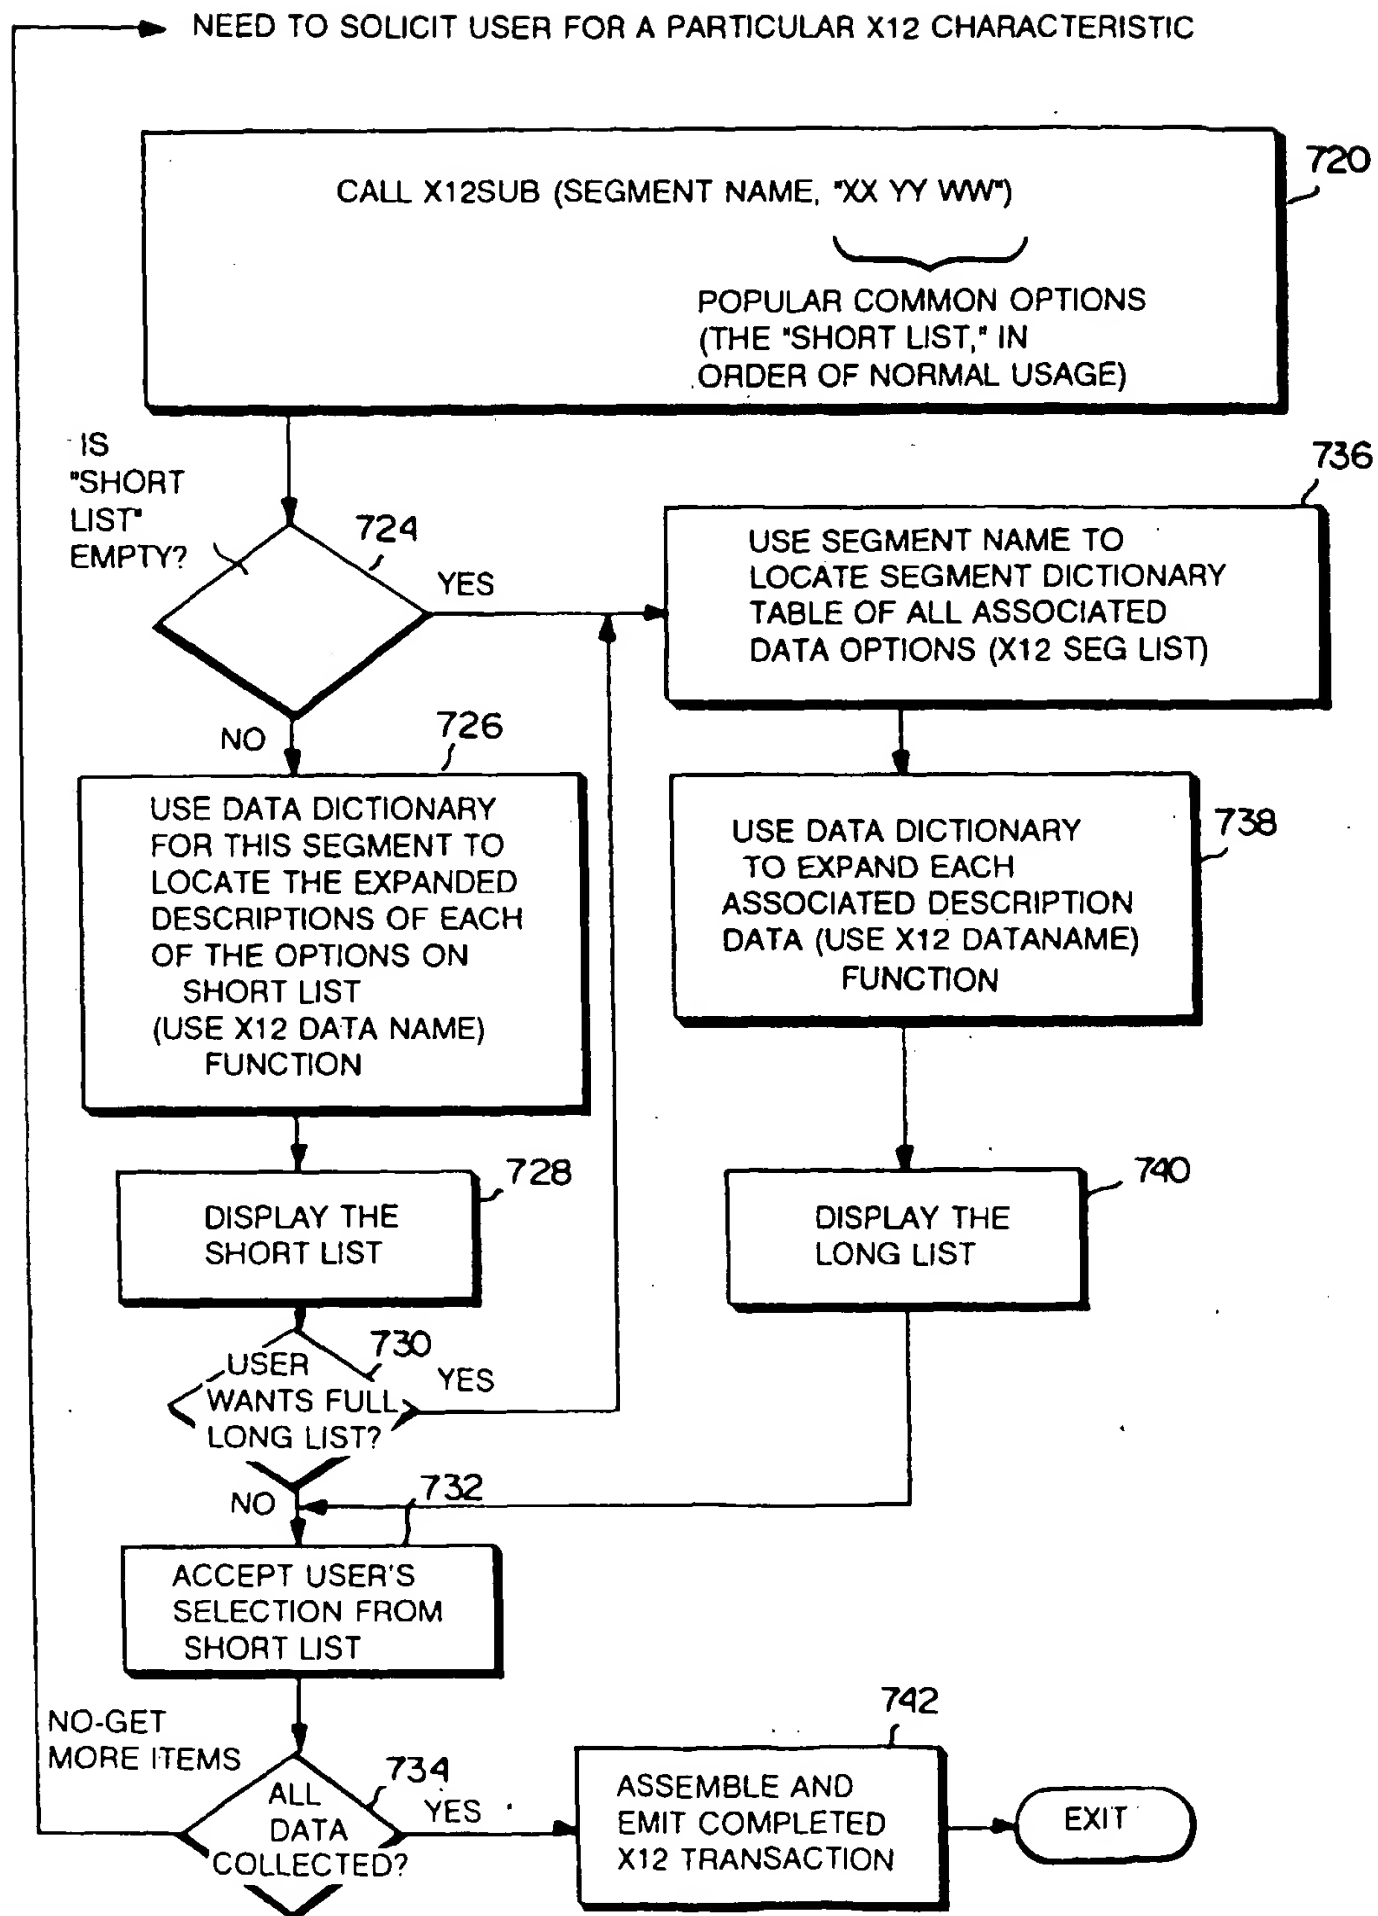 NEED TO SOLICIT USER FOR A PARTICULAR X12 CHARACTERISTIC
720
CALL X12SUB (SEGMENT NAME, "XX YY WW")
POPULAR COMMON OPTIONS
(THE "SHORT LIST," IN
ORDER OF NORMAL USAGE)
IS
"SHORT
LIST"
EMPTY?
724
YES
NO
736
USE SEGMENT NAME TO
LOCATE SEGMENT DICTIONARY
TABLE OF ALL ASSOCIATED
DATA OPTIONS (X12 SEG LIST)
726
USE DATA DICTIONARY
FOR THIS SEGMENT TO
LOCATE THE EXPANDED
DESCRIPTIONS OF EACH
OF THE OPTIONS ON
SHORT LIST
(USE X12 DATA NAME)
FUNCTION
738
USE DATA DICTIONARY
TO EXPAND EACH
ASSOCIATED DESCRIPTION
DATA (USE X12 DATANAME)
FUNCTION
728
DISPLAY THE
SHORT LIST
740
DISPLAY THE
LONG LIST
730
USER
WANTS FULL
LONG LIST?
YES
NO
732
ACCEPT USER'S
SELECTION FROM
SHORT LIST
NO-GET
MORE ITEMS
734
ALL
DATA
COLLECTED?
YES
742
ASSEMBLE AND
EMIT COMPLETED
X12 TRANSACTION
EXIT